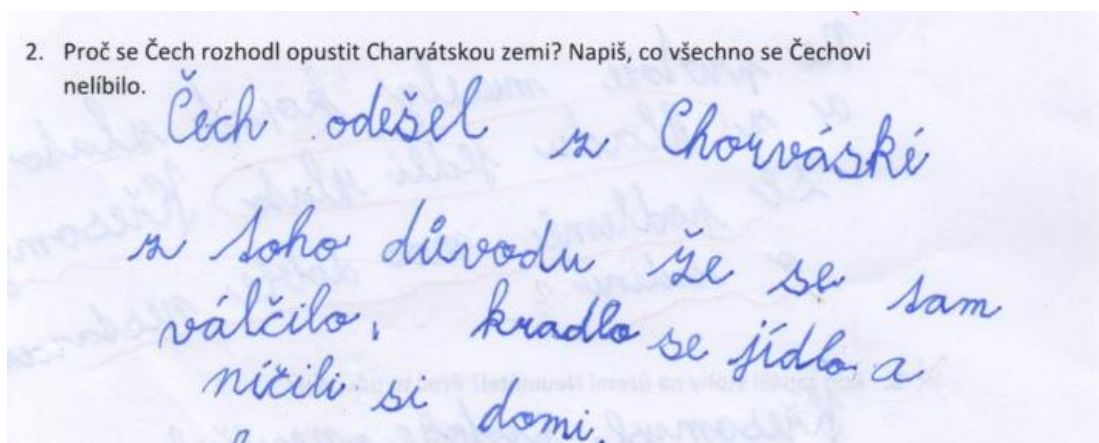 2. Proč se Čech rozhodl opustit Charvátskou zemi? Napiš, co všechno se Čechovi
nelíbilo.
Čech odešel z Chorváské
z toho důvodu že se tam
válčilo, kradlo se jídlo a
ničili si domi.